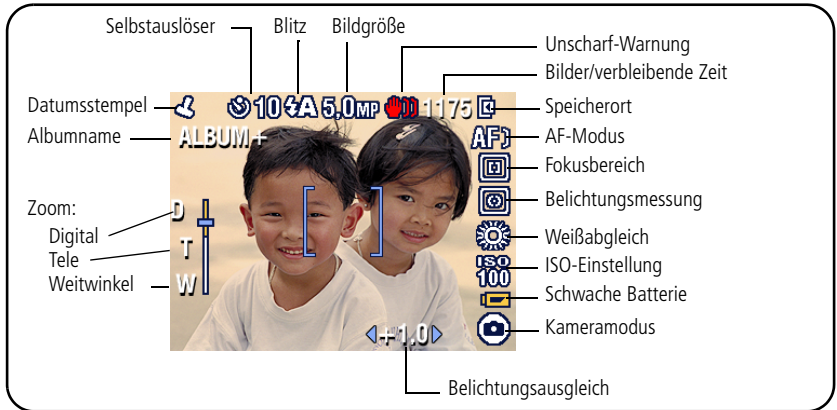 Selbstauslöser Blitz Bildgröße
Unscharf-Warnung
Bilder/verbleibende Zeit
Datumsstempel
10 A 5,0MP 1175
Speicherort
Albumname
ALBUM+
AF
AF-Modus
Fokusbereich
Belichtungsmessung
Zoom:
D
Digital
T
Tele
W
Weitwinkel
Weißabgleich
ISO
100
ISO-Einstellung
Schwache Batterie
Kameramodus
+1.0
Belichtungsausgleich